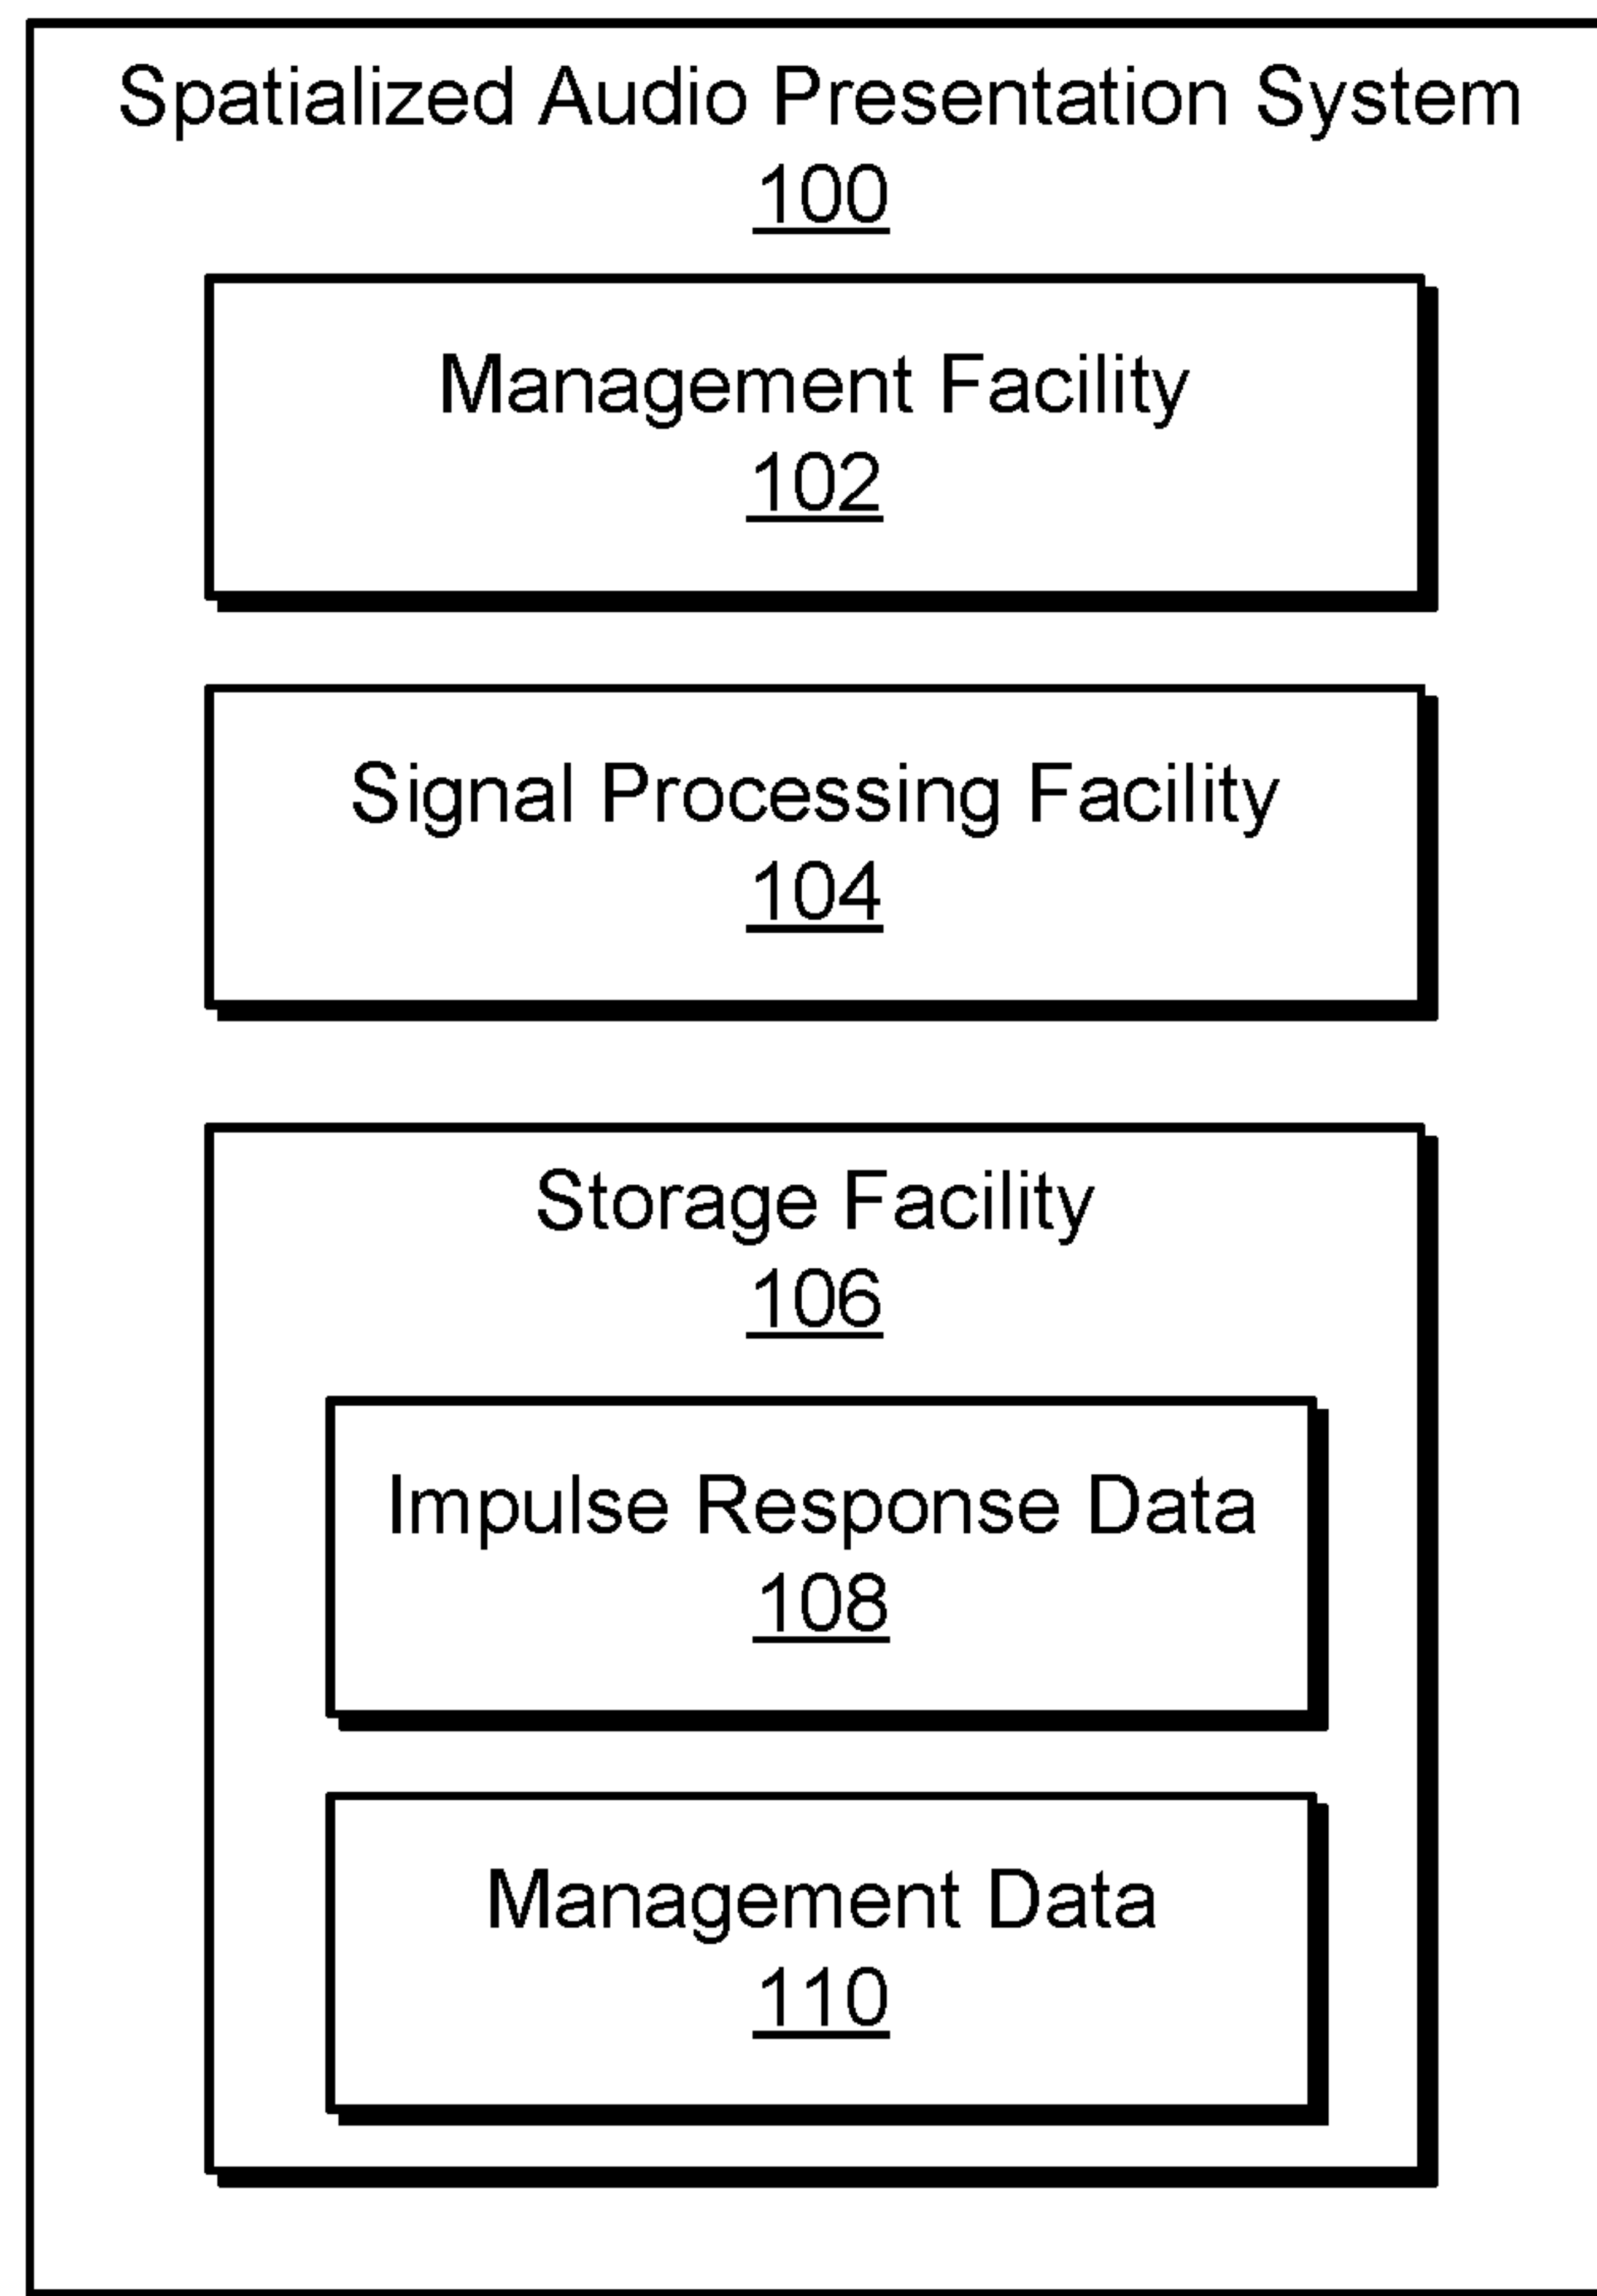 Spatialized Audio Presentation System
100
Management Facility
102
Signal Processing Facility
104
Storage Facility
106
Impulse Response Data
108
Management Data
110